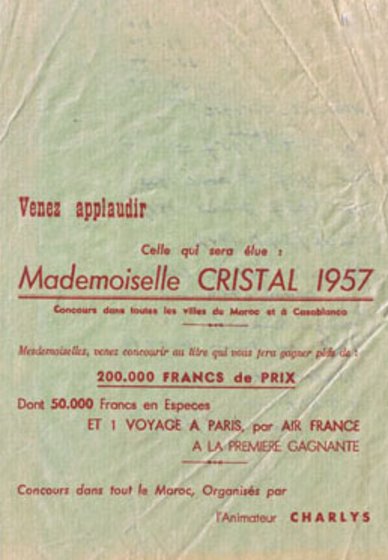 Venez applaudir
Celle qui sera élue :
Mademoiselle CRISTAL 1957
Concours dans toutes les villes du Maroc et à Casablanca
Mesdemoiselles, venez concourir au titre qui vous fera gagner plus de :
200.000 FRANCS de PRIX
Dont 50.000 Francs en Especes
ET 1 VOYAGE A PARIS, par AIR FRANCE
A LA PREMIERE GAGNANTE
Concours dans tout le Maroc, Organisés par
l'Animateur CHARLYS